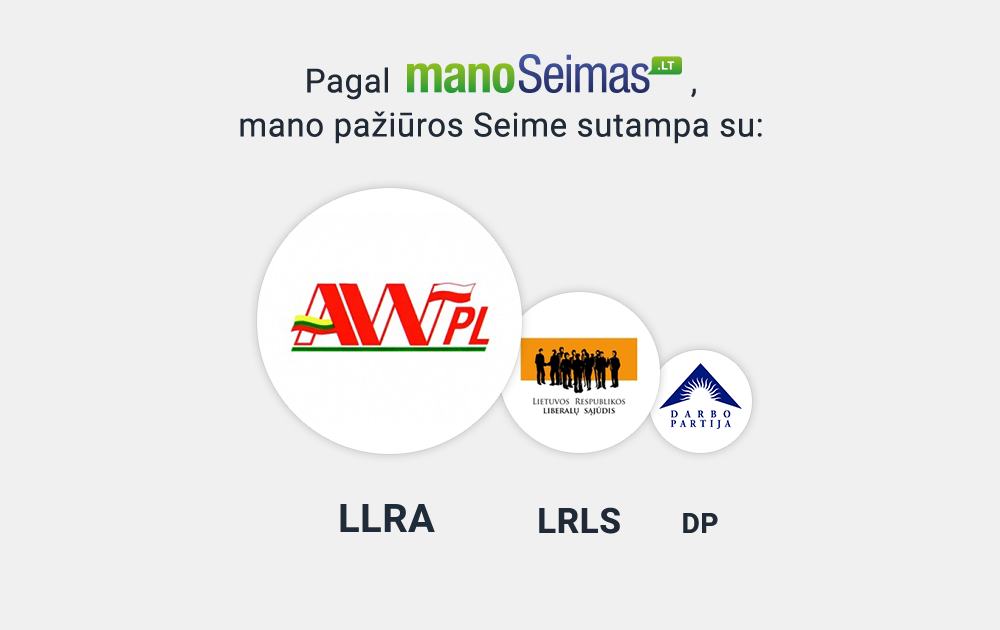 Pagal manoSeimas.LT ,
mano pažiūros Seime sutampa su:
AWPL
LIETUVOS RESPUBLIKOS
LIBERALŲ SĄJŪDIS
DARBO
PARTIJA
LLRA
LRLS
DP